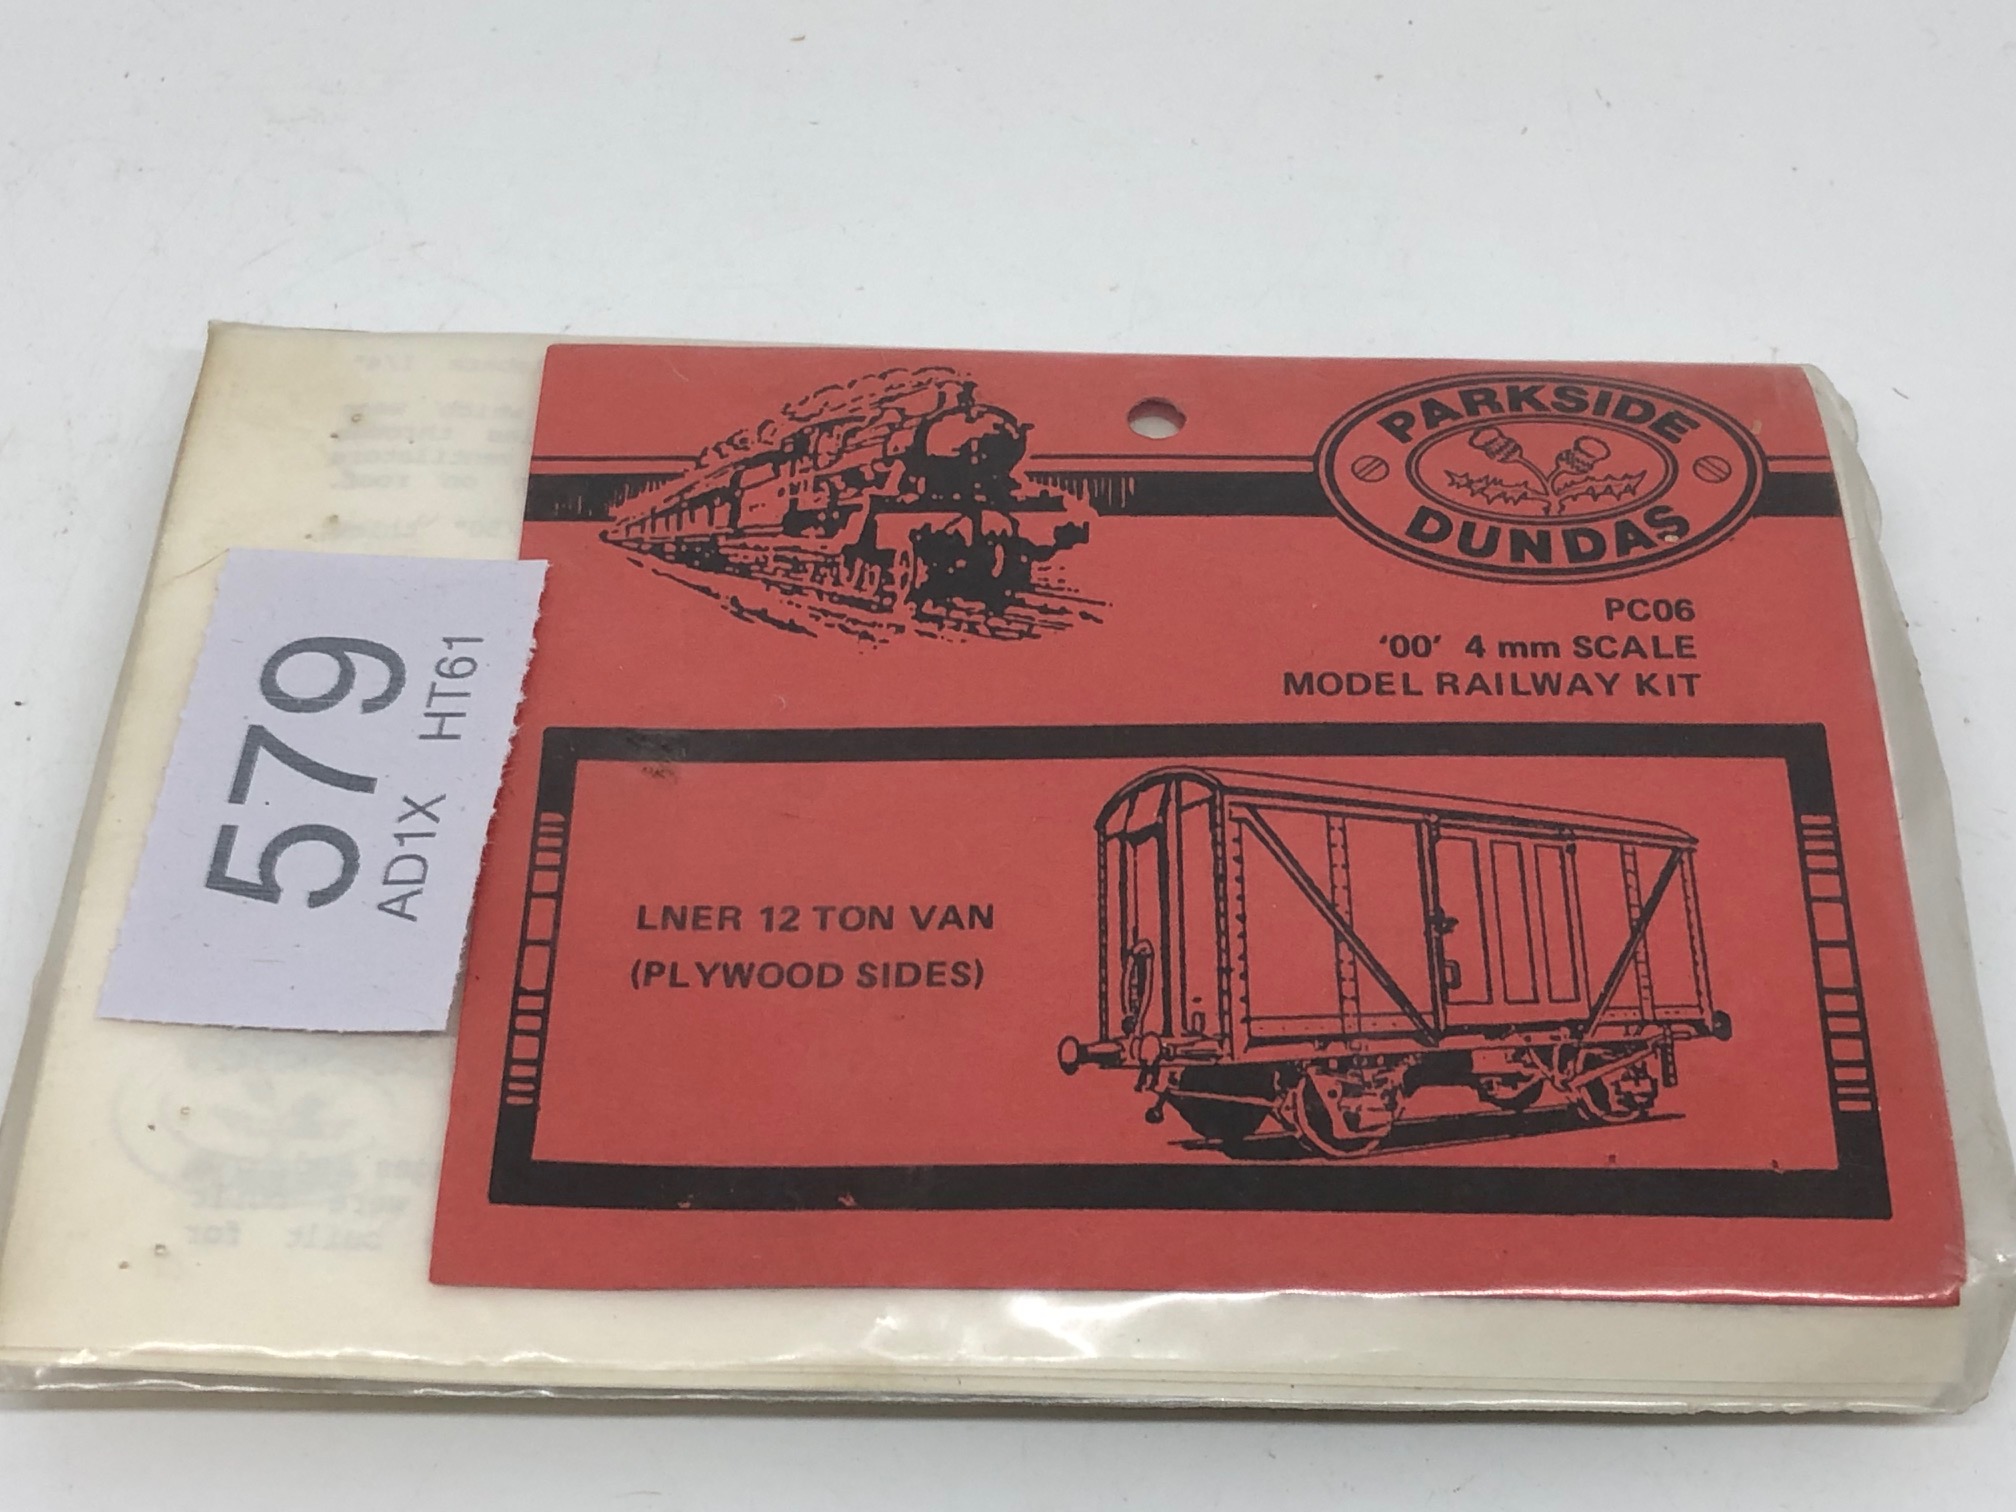 PARKSIDE
DUNDAS
PC06
'00' 4 mm SCALE
MODEL RAILWAY KIT
LNER 12 TON VAN
(PLYWOOD SIDES)
579
AD1X HT61